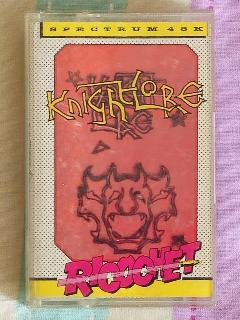 SPECTRUM 48K
KNIGHT LORE
RICOCHET